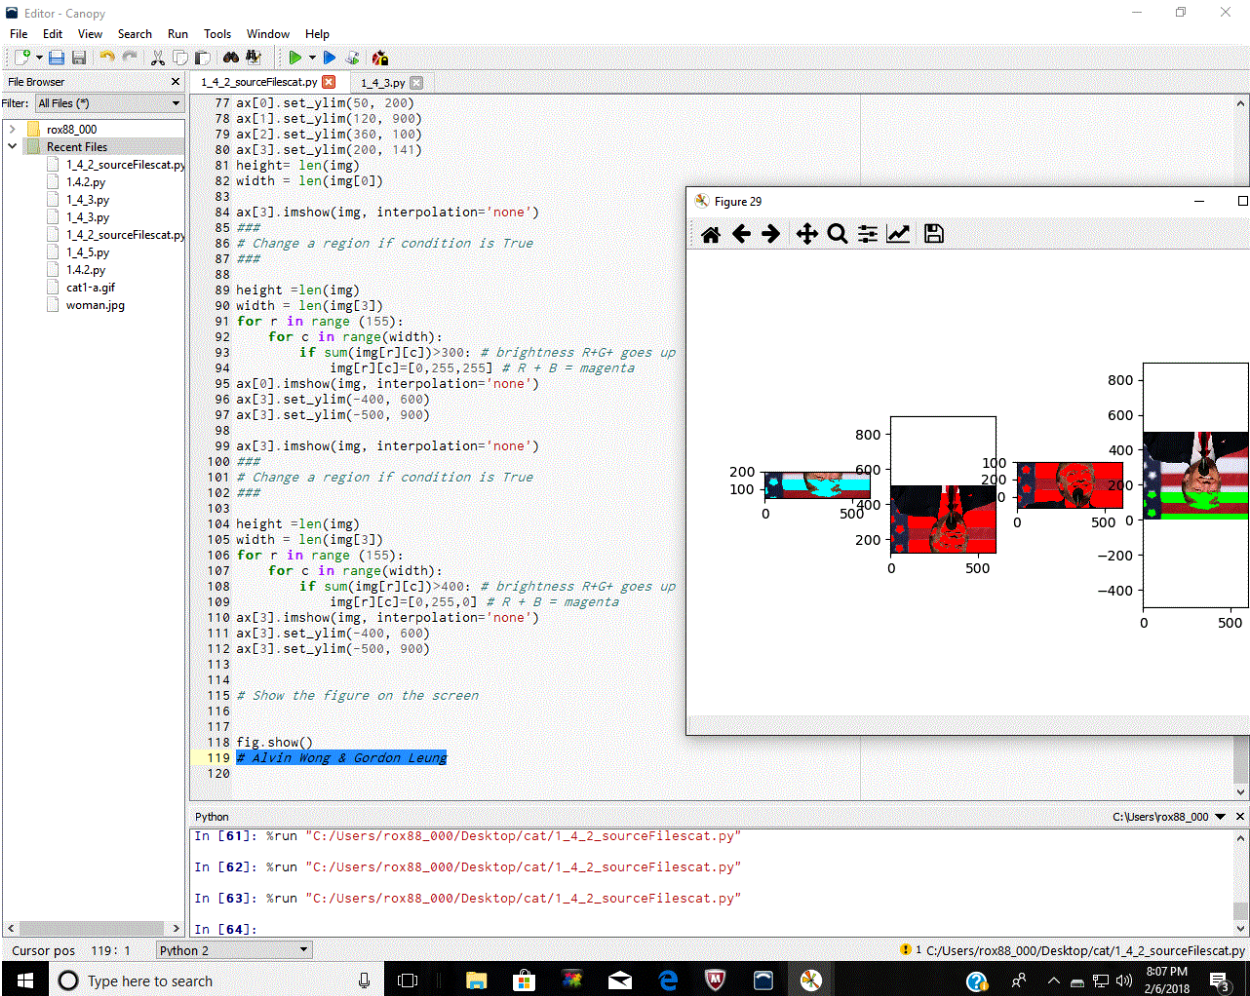 Editor - Canopy
File Edit View Search Run Tools Window Help
File Browser
1_4_2_sourceFilescat.py
1_4_3.py
Filter: All Files (*)
rox88_000
Recent Files
1_4_2_sourceFilescat.py
1.4.2.py
1_4_3.py
1_4_3.py
1_4_2_sourceFilescat.py
1_4_5.py
1.4.2.py
cat1-a.gif
woman.jpg
77 ax[0].set_ylim(50, 200)
78 ax[1].set_ylim(120, 900)
79 ax[2].set_ylim(360, 100)
80 ax[3].set_ylim(200, 141)
81 height= len(img)
82 width = len(img[0])
83
84 ax[3].imshow(img, interpolation='none')
85 ###
86 # Change a region if condition is True
87 ###
88
89 height =len(img)
90 width = len(img[3])
91 for r in range (155):
92 for c in range(width):
93 if sum(img[r][c])>300: # brightness R+G+ goes up
94 img[r][c]=[0,255,255] # R + B = magenta
95 ax[0].imshow(img, interpolation='none')
96 ax[3].set_ylim(-400, 600)
97 ax[3].set_ylim(-500, 900)
98
99 ax[3].imshow(img, interpolation='none')
100 ###
101 # Change a region if condition is True
102 ###
103
104 height =len(img)
105 width = len(img[3])
106 for r in range (155):
107 for c in range(width):
108 if sum(img[r][c])>400: # brightness R+G+ goes up
109 img[r][c]=[0,255,0] # R + B = magenta
110 ax[3].imshow(img, interpolation='none')
111 ax[3].set_ylim(-400, 600)
112 ax[3].set_ylim(-500, 900)
113
114
115 # Show the figure on the screen
116
117
118 fig.show()
119 # Alvin Wong & Gordon Leung
120
Figure 29
200
100
0 500
800
600
400
200
0 500
100
200
0
0 500
800
600
400
200
0
−200
−400
0 500
Python
C:\Users\rox88_000
In [61]: %run "C:/Users/rox88_000/Desktop/cat/1_4_2_sourceFilescat.py"
In [62]: %run "C:/Users/rox88_000/Desktop/cat/1_4_2_sourceFilescat.py"
In [63]: %run "C:/Users/rox88_000/Desktop/cat/1_4_2_sourceFilescat.py"
In [64]:
Cursor pos 119 : 1 Python 2
1 C:/Users/rox88_000/Desktop/cat/1_4_2_sourceFilescat.py
Type here to search
8:07 PM
2/6/2018
3